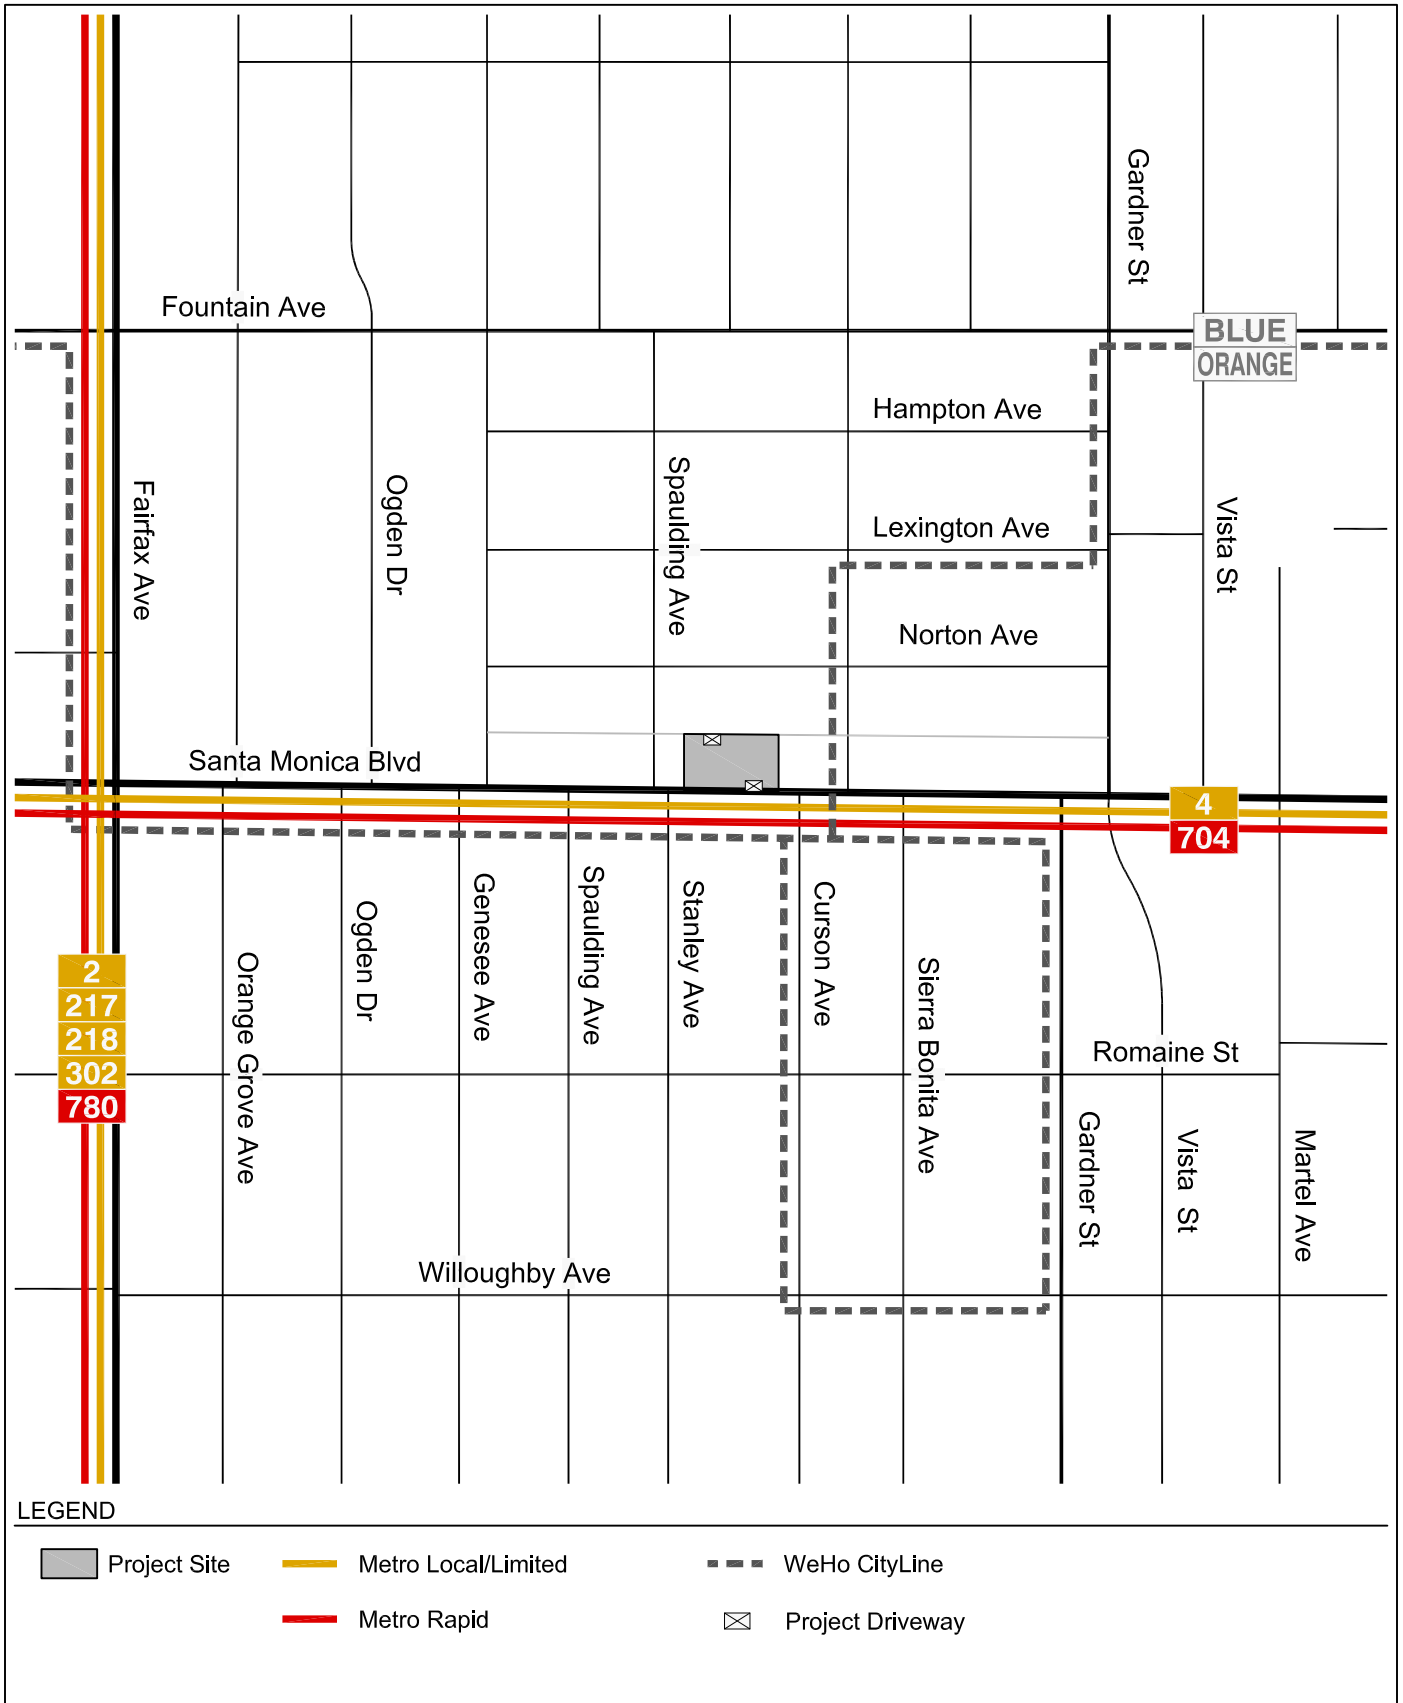 Gardner St
Fountain Ave
BLUE
ORANGE
Hampton Ave
Fairfax Ave
Ogden Dr
Spaulding Ave
Lexington Ave
Vista St
Norton Ave
Santa Monica Blvd
4
704
Orange Grove Ave
Ogden Dr
Genesee Ave
Spaulding Ave
Stanley Ave
Curson Ave
Sierra Bonita Ave
2
217
218
302
780
Romaine St
Gardner St
Vista St
Martel Ave
Willoughby Ave
LEGEND
Project Site
Metro Local/Limited
WeHo CityLine
Metro Rapid
Project Driveway